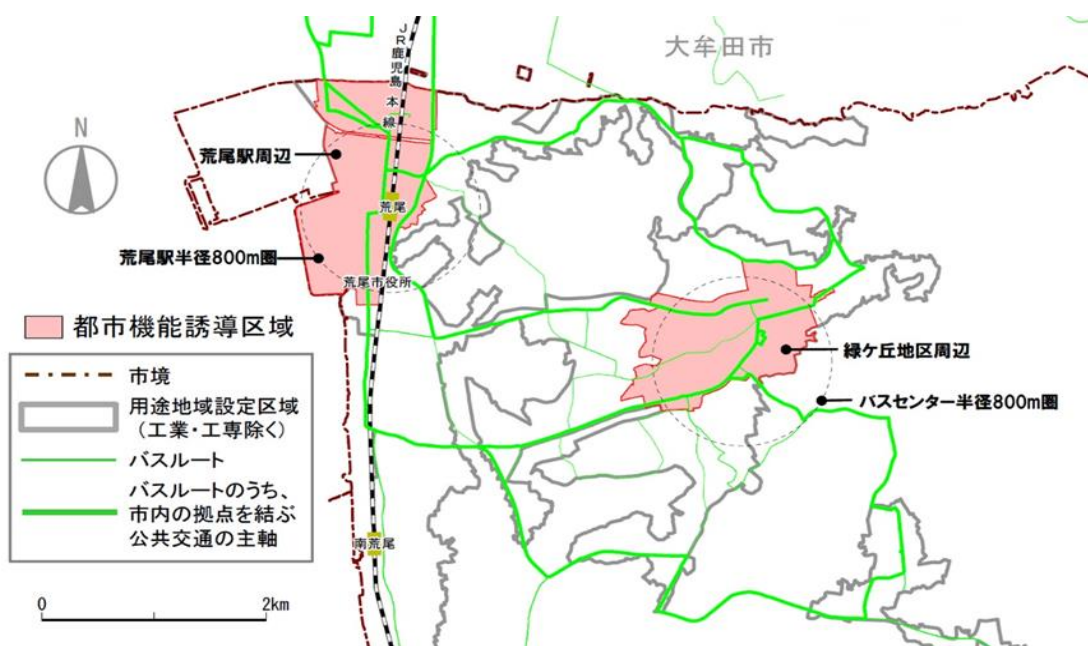 JR鹿児島本線
大牟田市
N
荒尾駅周辺
荒尾
荒尾駅半径800m圏
荒尾市役所
都市機能誘導区域
市境
用途地域設定区域
(工業・工専除く)
バスルート
バスルートのうち、
市内の拠点を結ぶ
公共交通の主軸
緑ケ丘地区周辺
バスセンター半径800m圏
南荒尾
0 2km